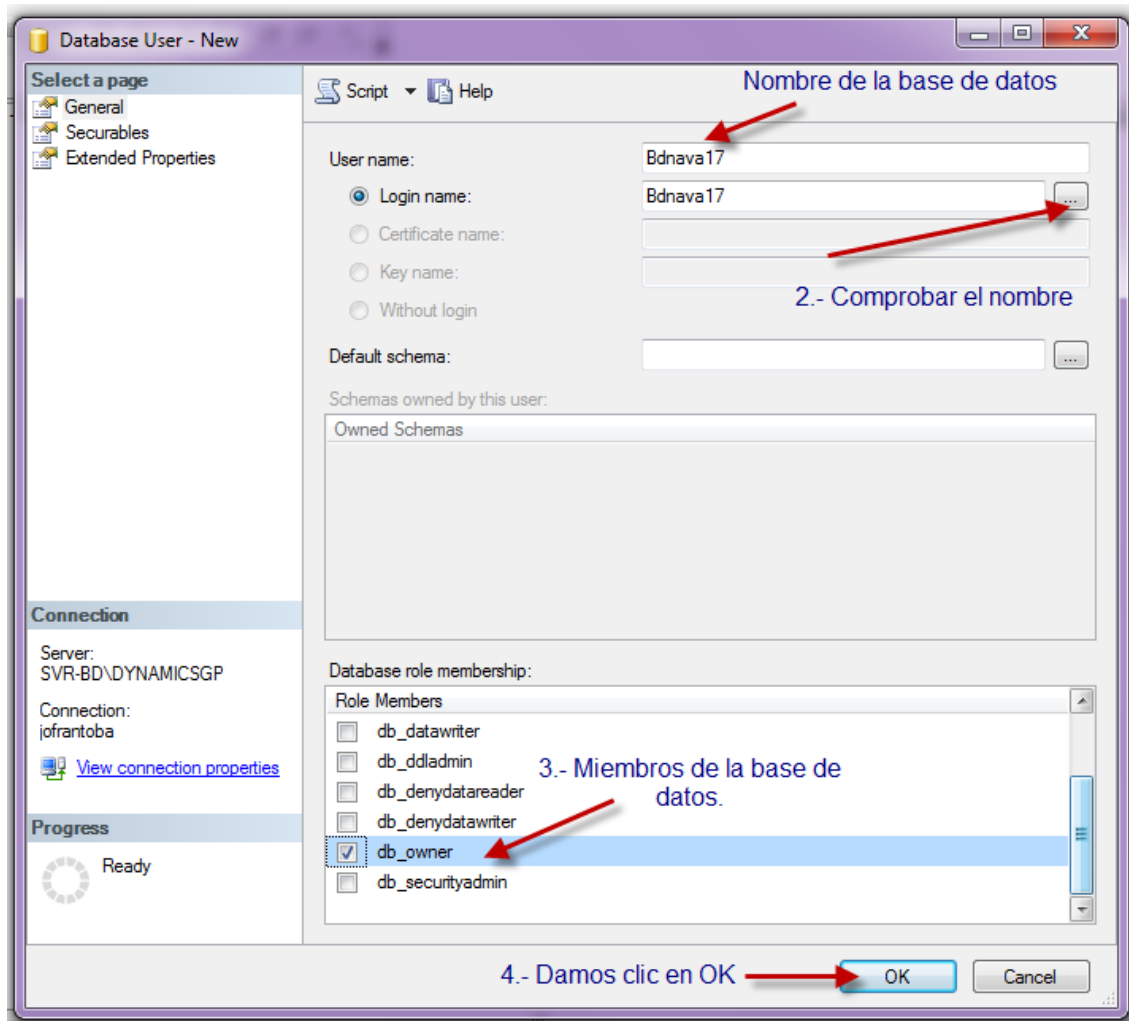 Database User - New
Select a page
General
Securables
Extended Properties
Script
Help
Nombre de la base de datos
User name:
Bdnava17
Login name:
Bdnava17
...
Certificate name:
Key name:
2.- Comprobar el nombre
Without login
Default schema:
...
Schemas owned by this user:
Owned Schemas
Connection
Server:
SVR-BD\DYNAMICSGP
Connection:
jofrantoba
View connection properties
Progress
Ready
Database role membership:
Role Members
db_datawriter
db_ddladmin
3.- Miembros de la base de
datos.
db_denydatareader
db_denydatawriter
db_owner
db_securityadmin
4.- Damos clic en OK
OK
Cancel